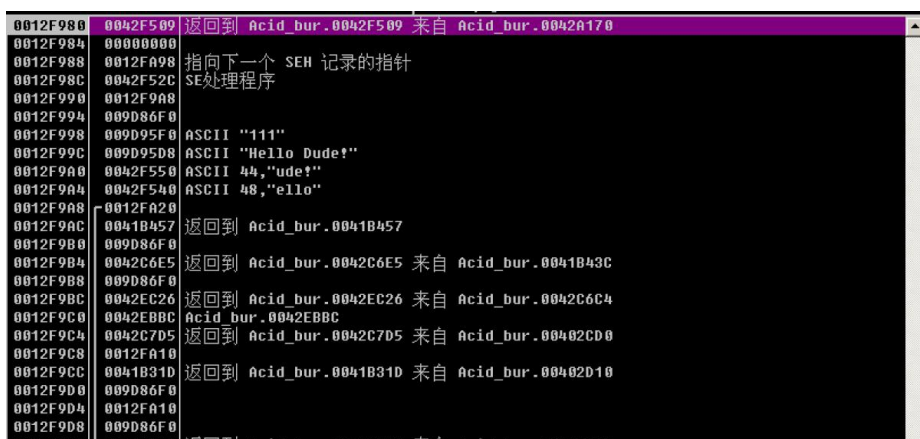 0012F980 0042F509 返回到 Acid_bur.0042F509 来自 Acid_bur.0042A170
0012F984 00000000
0012F988 0012FA98 指向下一个 SEH 记录的指针
0012F98C 0042F52C SE处理程序
0012F990 0012F9A8
0012F994 009D86F0
0012F998 009D95F0 ASCII "111"
0012F99C 009D95D8 ASCII "Hello Dude!"
0012F9A0 0042F550 ASCII 44,"ude!"
0012F9A4 0042F540 ASCII 48,"ello"
0012F9A8 0012FA20
0012F9AC 0041B457 返回到 Acid_bur.0041B457
0012F9B0 009D86F0
0012F9B4 0042C6E5 返回到 Acid_bur.0042C6E5 来自 Acid_bur.0041B43C
0012F9B8 009D86F0
0012F9BC 0042EC26 返回到 Acid_bur.0042EC26 来自 Acid_bur.0042C6C4
0012F9C0 0042EBBC Acid_bur.0042EBBC
0012F9C4 0042C7D5 返回到 Acid_bur.0042C7D5 来自 Acid_bur.00402CD0
0012F9C8 0012FA10
0012F9CC 0041B31D 返回到 Acid_bur.0041B31D 来自 Acid_bur.00402D10
0012F9D0 009D86F0
0012F9D4 0012FA10
0012F9D8 009D86F0